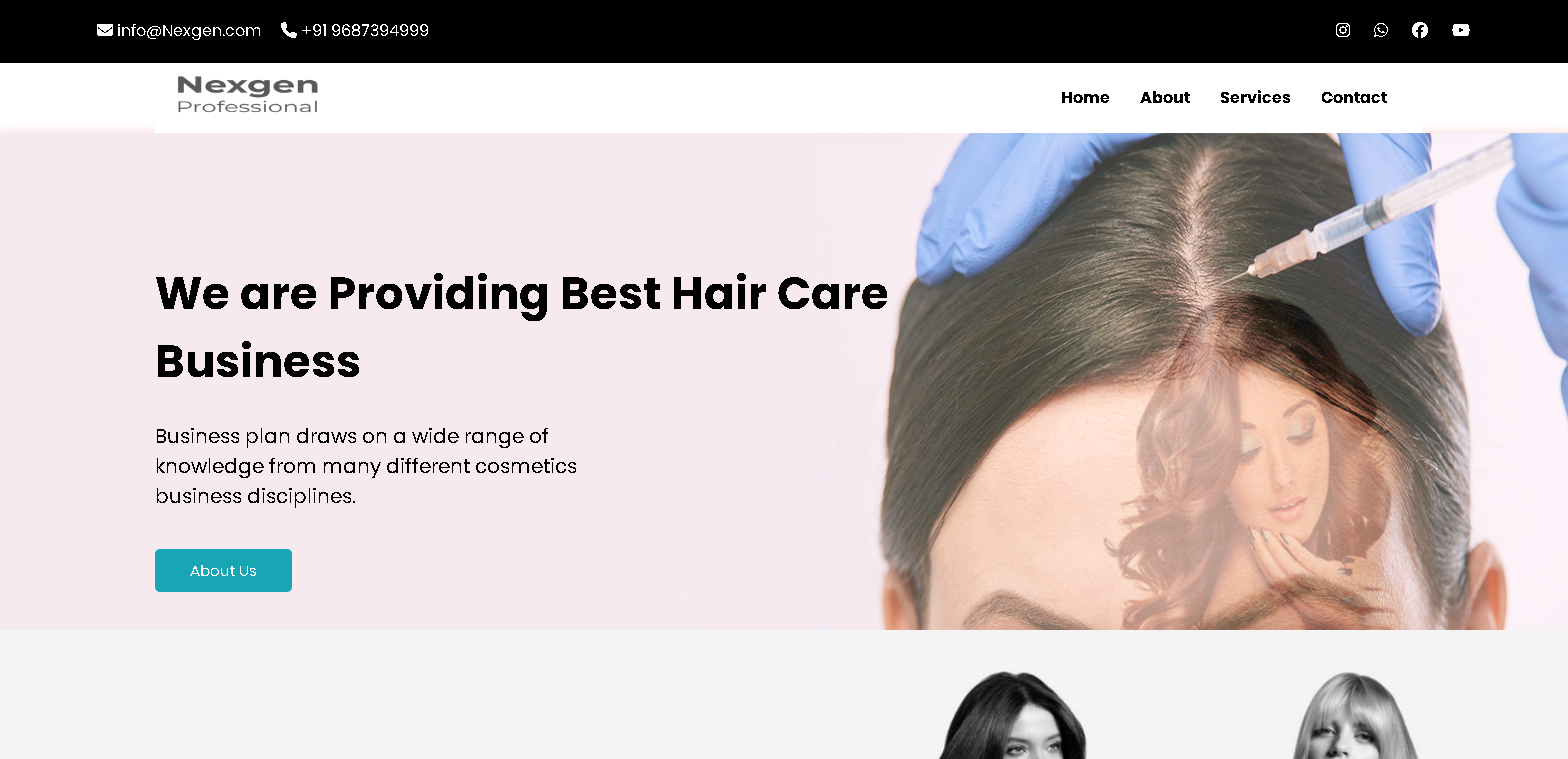 info@Nexgen.com +91 9687394999
Nexgen
Professional
Home About Services Contact
We are Providing Best Hair Care
Business
Business plan draws on a wide range of
knowledge from many different cosmetics
business disciplines.
About Us